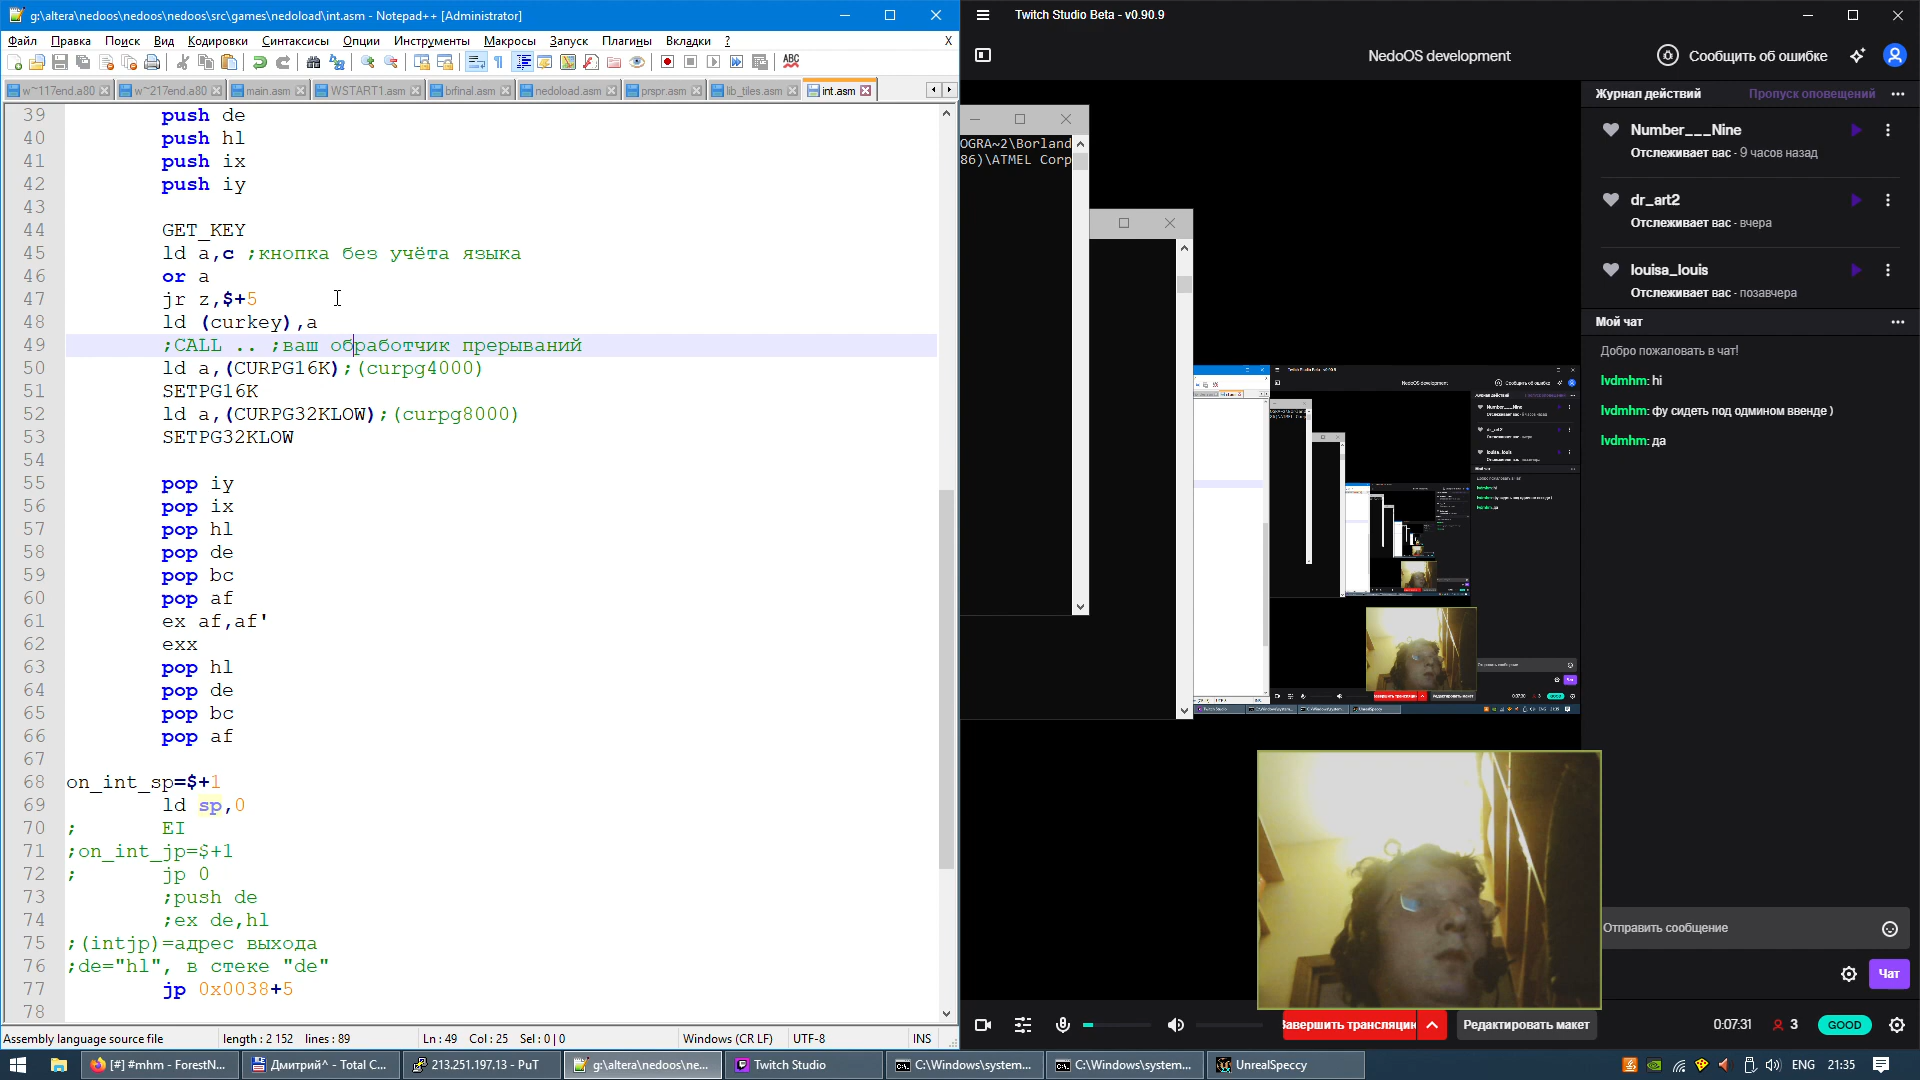 g:\altera\nedoos\nedoos\nedoos\src\games\nedoload\int.asm - Notepad++ [Administrator]
Файл Правка Поиск Вид Кодировки Синтаксисы Опции Инструменты Макросы Запуск Плагины Вкладки ? X
w~117end.a80 w~217end.a80 main.asm WSTART1.asm brfinal.asm nedoload.asm prspr.asm lib_tiles.asm int.asm
39 push de
40 push hl
41 push ix
42 push iy
43
44 GET_KEY
45 ld a,c ;кнопка без учёта языка
46 or a
47 jr z,$+5
48 ld (curkey),a
49 ;CALL .. ;ваш обработчик прерываний
50 ld a,(CURPG16K);(curpg4000)
51 SETPG16K
52 ld a,(CURPG32KLOW);(curpg8000)
53 SETPG32KLOW
54
55 pop iy
56 pop ix
57 pop hl
58 pop de
59 pop bc
60 pop af
61 ex af,af'
62 exx
63 pop hl
64 pop de
65 pop bc
66 pop af
67
68 on_int_sp=$+1
69 ld sp,0
70 ; EI
71 ;on_int_jp=$+1
72 ; jp 0
73 ;push de
74 ;ex de,hl
75 ;(intjp)=адрес выхода
76 ;de="hl", в стеке "de"
77 jp 0x0038+5
78
Assembly language source file length : 2 152 lines : 89 Ln : 49 Col : 25 Sel : 0 | 0 Windows (CR LF) UTF-8 INS
Twitch Studio Beta - v0.90.9
NedoOS development
Сообщить об ошибке
OGRA~2\Borland
86)\ATMEL Corp
Журнал действий Пропуск оповещений
Number___Nine
Отслеживает вас - 9 часов назад
dr_art2
Отслеживает вас - вчера
louisa_louis
Отслеживает вас - позавчера
Мой чат
Добро пожаловать в чат!
lvdmhm: hi
lvdmhm: фу сидеть под одмином ввенде )
lvdmhm: да
Отправить сообщение
Чат
Завершить трансляцию Редактировать макет 0:07:31 3 GOOD
[#] #mhm - ForestN... Дмитрий^ - Total C... 213.251.197.13 - PuT g:\altera\nedoos\ne... Twitch Studio C:\Windows\system... C:\Windows\system... UnrealSpeccy ENG 21:35